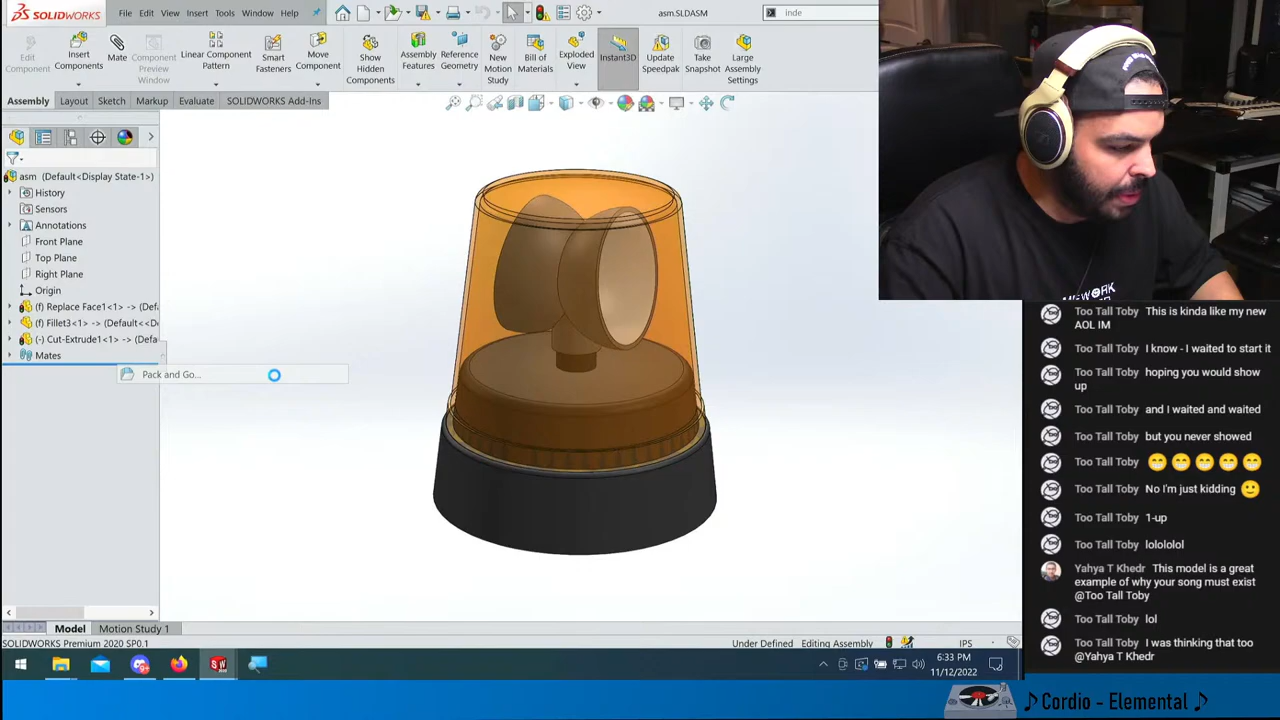 SOLIDWORKS File Edit View Insert Tools Window Help asm.SLDASM inde
Edit Component
Insert Components
Mate
Component Preview Window
Linear Component Pattern
Smart Fasteners
Move Component
Show Hidden Components
Assembly Features
Reference Geometry
New Motion Study
Bill of Materials
Exploded View
Instant3D
Update Speedpak
Take Snapshot
Large Assembly Settings
Assembly Layout Sketch Markup Evaluate SOLIDWORKS Add-Ins
asm (Default<Display State-1>)
History
Sensors
Annotations
Front Plane
Top Plane
Right Plane
Origin
(f) Replace Face1<1> -> (Def
(f) Fillet3<1> -> (Default<<D
(-) Cut-Extrude1<1> -> (Defa
Mates
Pack and Go...
Model Motion Study 1
SOLIDWORKS Premium 2020 SP0.1 Under Defined Editing Assembly IPS
6:33 PM
11/12/2022
Too Tall Toby This is kinda like my new
AOL IM
Too Tall Toby I know - I waited to start it
Too Tall Toby hoping you would show
up
Too Tall Toby and I waited and waited
Too Tall Toby but you never showed
Too Tall Toby 😁 😁 😁 😁 😁
Too Tall Toby No I'm just kidding 🙂
Too Tall Toby 1-up
Too Tall Toby lolololol
Yahya T Khedr This model is a great
example of why your song must exist
@Too Tall Toby
Too Tall Toby lol
Too Tall Toby I was thinking that too
@Yahya T Khedr
♪ Cordio - Elemental ♪